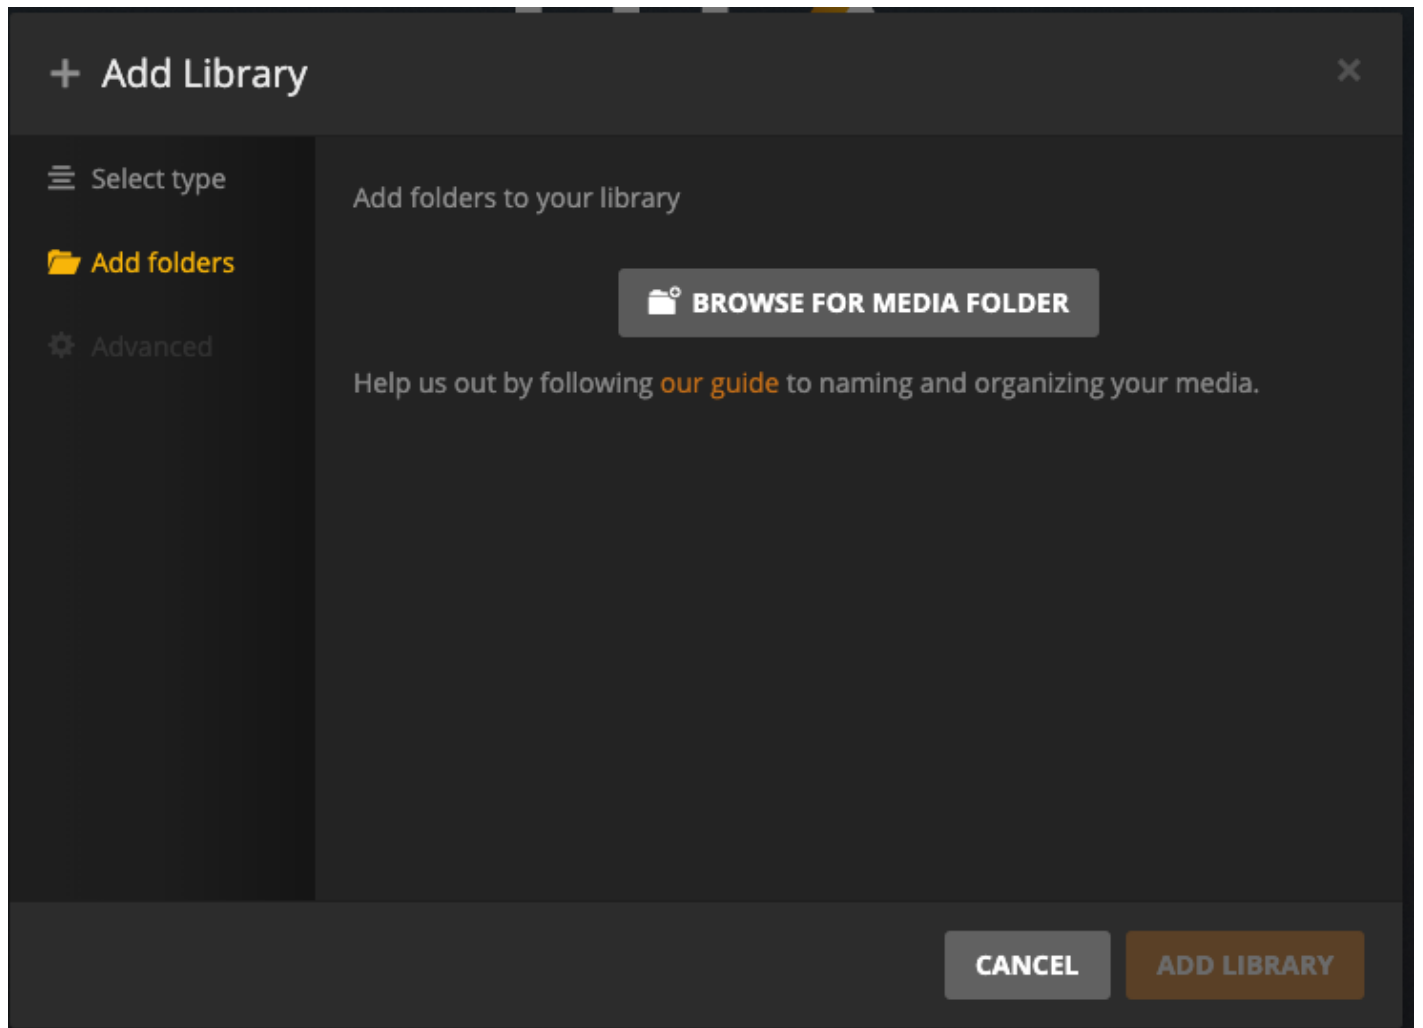 Add Library
Select type
Add folders
Advanced
Add folders to your library
BROWSE FOR MEDIA FOLDER
Help us out by following our guide to naming and organizing your media.
CANCEL
ADD LIBRARY